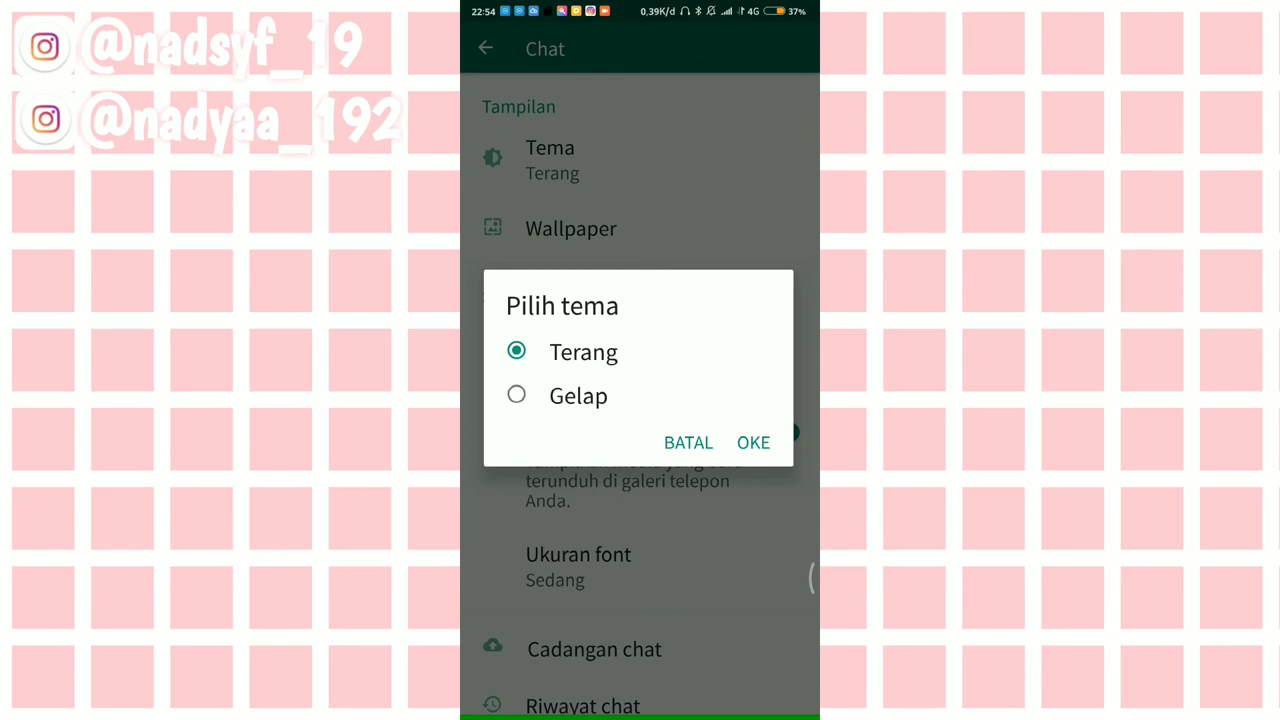 @nadsyf_19
@nadyaa_192
22:54
0,39K/d
4G
37%
Chat
Tampilan
Tema
Terang
Wallpaper
Pilih tema
Terang
Gelap
BATAL OKE
terunduh di galeri telepon
Anda.
Ukuran font
Sedang
Cadangan chat
Riwayat chat